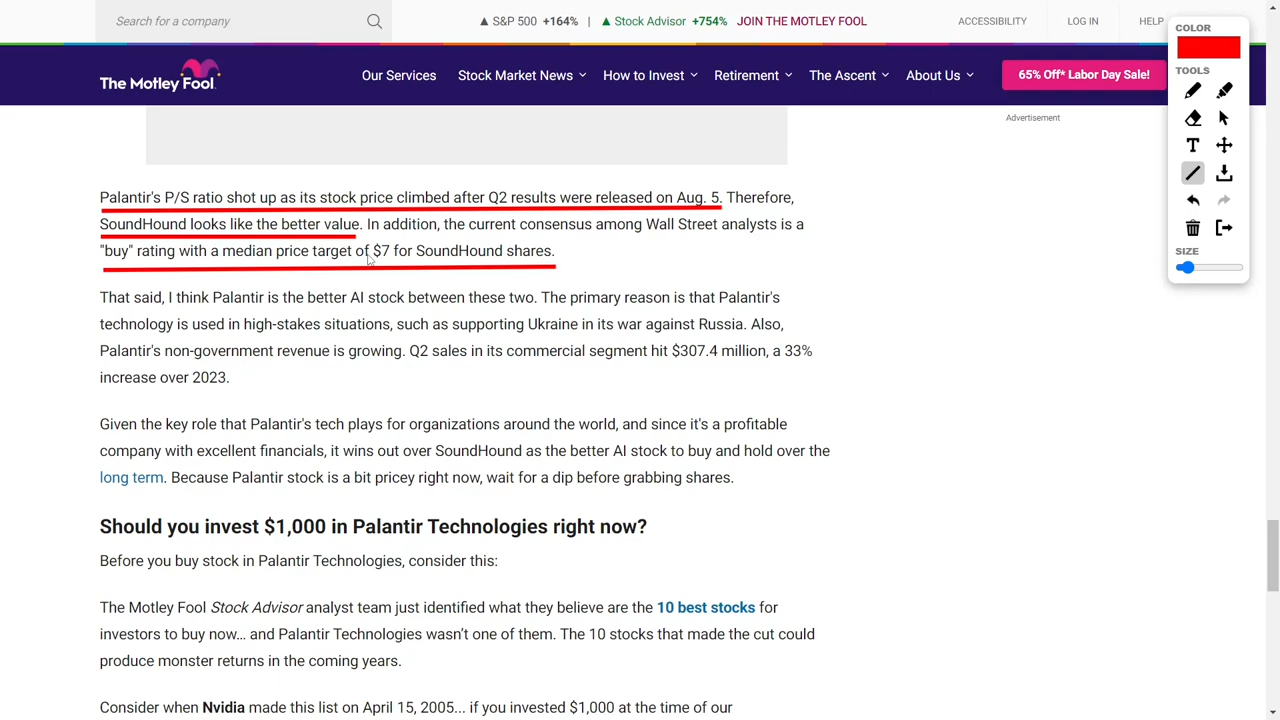 Search for a company
▲ S&P 500 +164% | ▲ Stock Advisor +754% JOIN THE MOTLEY FOOL
ACCESSIBILITY LOG IN HELP
COLOR
TOOLS
T
SIZE
The Motley Fool
Our Services Stock Market News How to Invest Retirement The Ascent About Us 65% Off* Labor Day Sale!
Advertisement
Palantir's P/S ratio shot up as its stock price climbed after Q2 results were released on Aug. 5. Therefore,
SoundHound looks like the better value. In addition, the current consensus among Wall Street analysts is a
"buy" rating with a median price target of $7 for SoundHound shares.
That said, I think Palantir is the better AI stock between these two. The primary reason is that Palantir's
technology is used in high-stakes situations, such as supporting Ukraine in its war against Russia. Also,
Palantir's non-government revenue is growing. Q2 sales in its commercial segment hit $307.4 million, a 33%
increase over 2023.
Given the key role that Palantir's tech plays for organizations around the world, and since it's a profitable
company with excellent financials, it wins out over SoundHound as the better AI stock to buy and hold over the
long term. Because Palantir stock is a bit pricey right now, wait for a dip before grabbing shares.
Should you invest $1,000 in Palantir Technologies right now?
Before you buy stock in Palantir Technologies, consider this:
The Motley Fool Stock Advisor analyst team just identified what they believe are the 10 best stocks for
investors to buy now… and Palantir Technologies wasn't one of them. The 10 stocks that made the cut could
produce monster returns in the coming years.
Consider when Nvidia made this list on April 15, 2005... if you invested $1,000 at the time of our